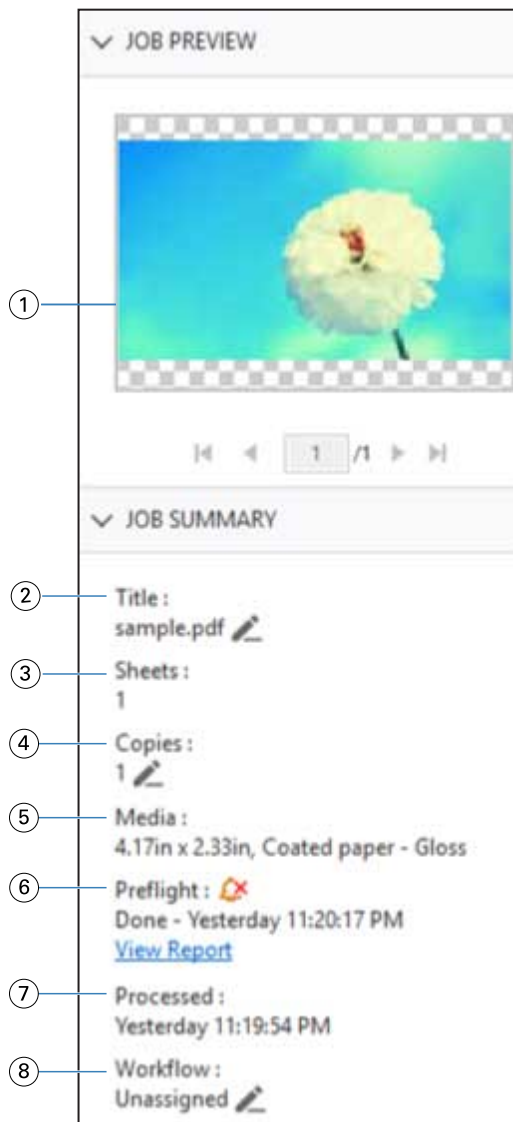 JOB PREVIEW
1
1 /1
JOB SUMMARY
2 Title :
sample.pdf
3 Sheets :
1
4 Copies :
1
5 Media :
4.17in x 2.33in, Coated paper - Gloss
6 Preflight :
Done - Yesterday 11:20:17 PM
View Report
7 Processed :
Yesterday 11:19:54 PM
8 Workflow :
Unassigned